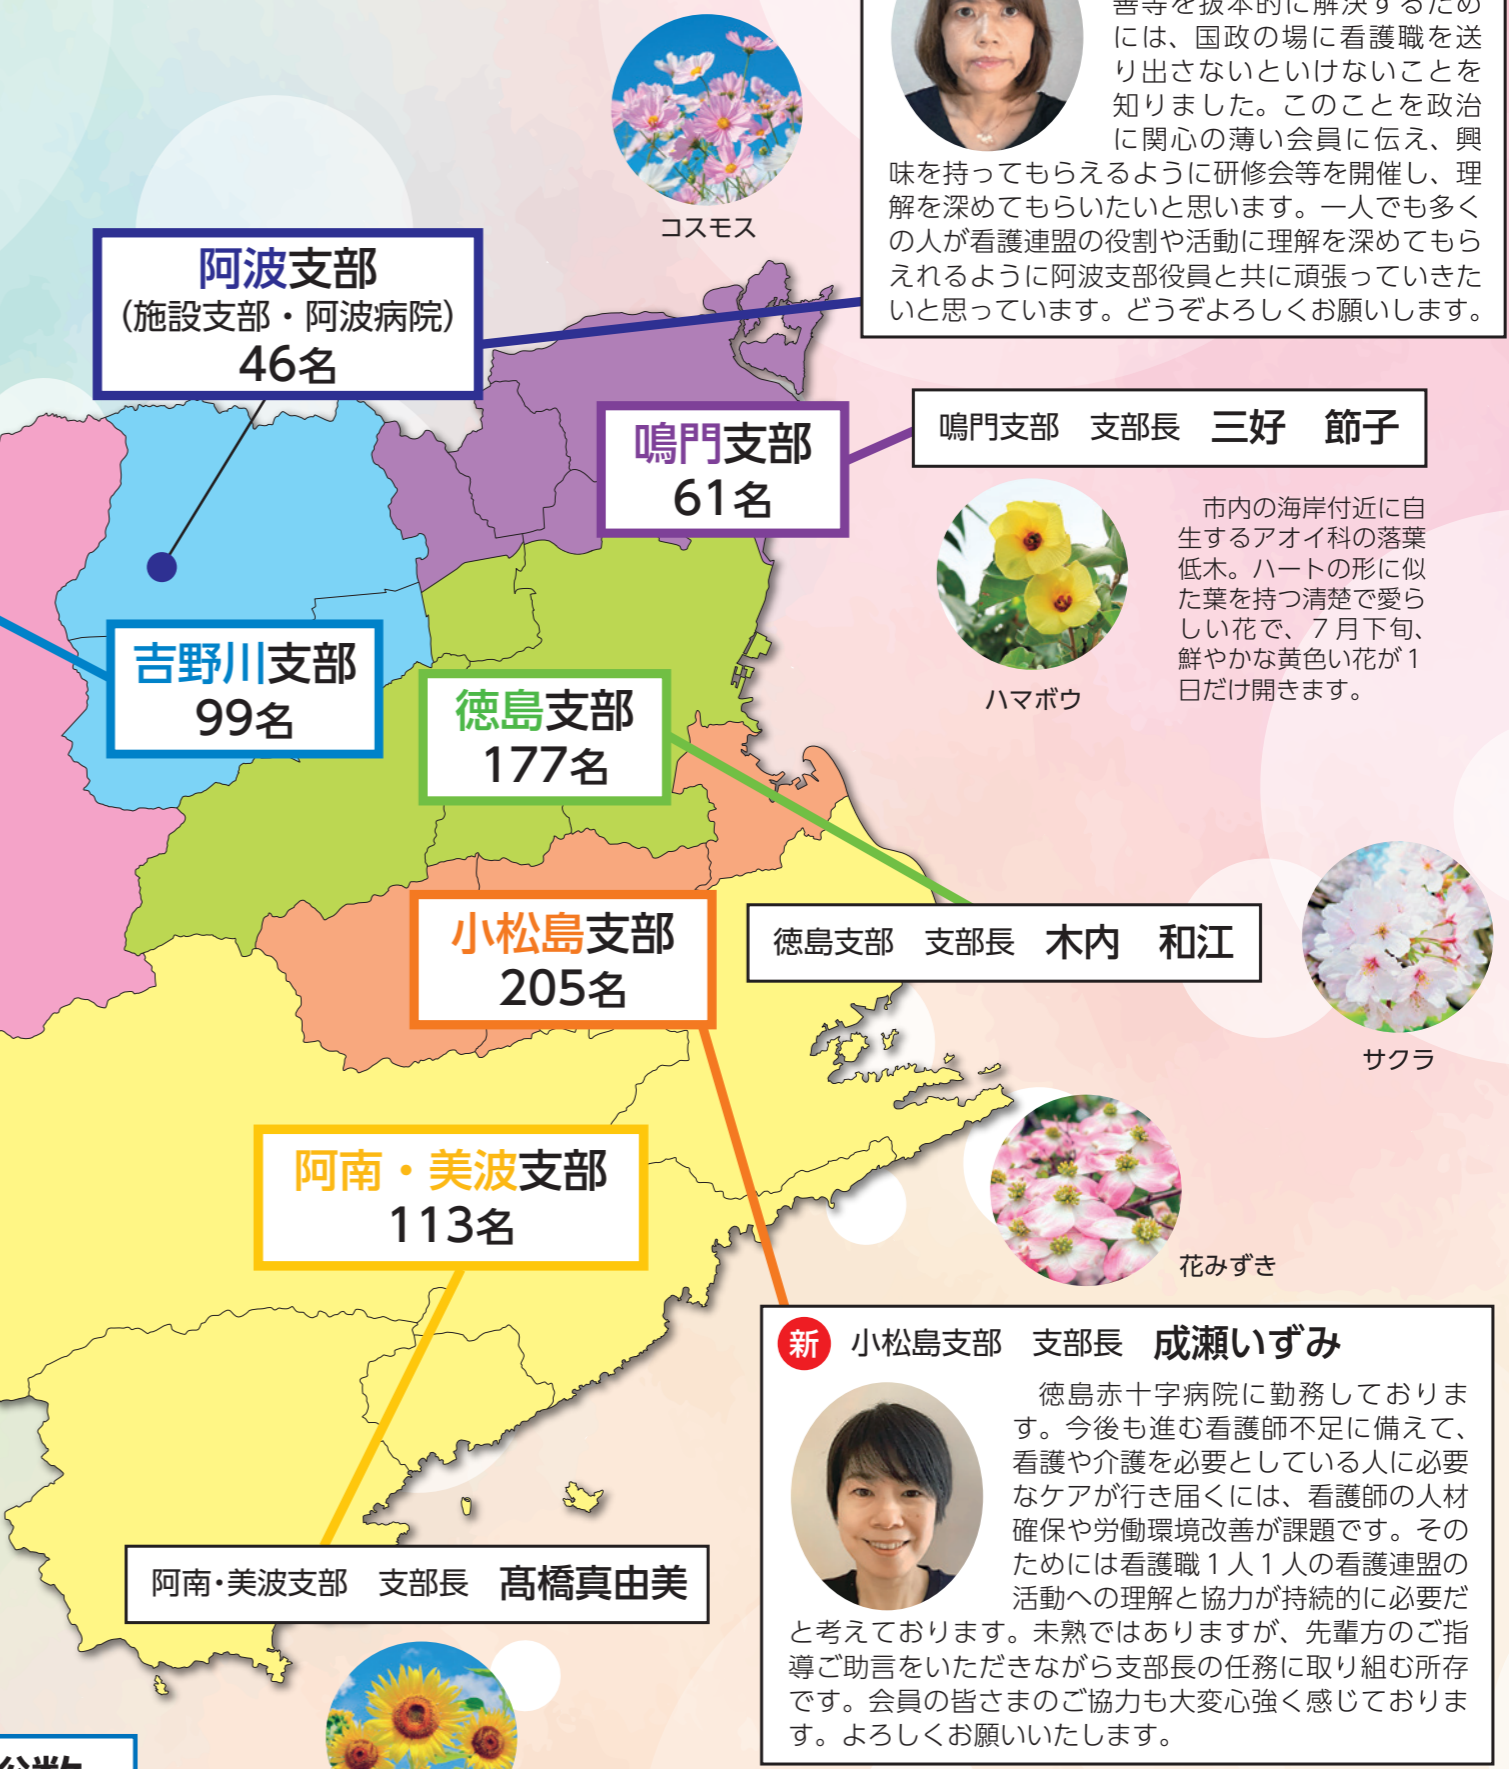 善等を抜本的に解決するため
には、国政の場に看護職を送
り出さないといけないことを
知りました。このことを政治
に関心の薄い会員に伝え、興
味を持ってもらえるように研修会等を開催し、理
解を深めてもらいたいと思います。一人でも多く
の人が看護連盟の役割や活動に理解を深めてもら
えれるように阿波支部役員と共に頑張っていきた
いと思っています。どうぞよろしくお願いします。
コスモス
阿波支部
（施設支部・阿波病院）
46名
鳴門支部
61名
鳴門支部　支部長　三好　節子
市内の海岸付近に自
生するアオイ科の落葉
低木。ハートの形に似
た葉を持つ清楚で愛ら
しい花で、7月下旬、
鮮やかな黄色い花が1
日だけ開きます。
ハマボウ
吉野川支部
99名
徳島支部
177名
小松島支部
205名
徳島支部　支部長　木内　和江
サクラ
阿南・美波支部
113名
花みずき
新　小松島支部　支部長　成瀬いずみ
徳島赤十字病院に勤務しておりま
す。今後も進む看護師不足に備えて、
看護や介護を必要としている人に必要
なケアが行き届くには、看護師の人材
確保や労働環境改善が課題です。その
ためには看護職1人1人の看護連盟の
活動への理解と協力が持続的に必要だ
と考えております。未熟ではありますが、先輩方のご指
導ご助言をいただきながら支部長の任務に取り組む所存
です。会員の皆さまのご協力も大変心強く感じておりま
す。よろしくお願いいたします。
阿南・美波支部　支部長　髙橋真由美